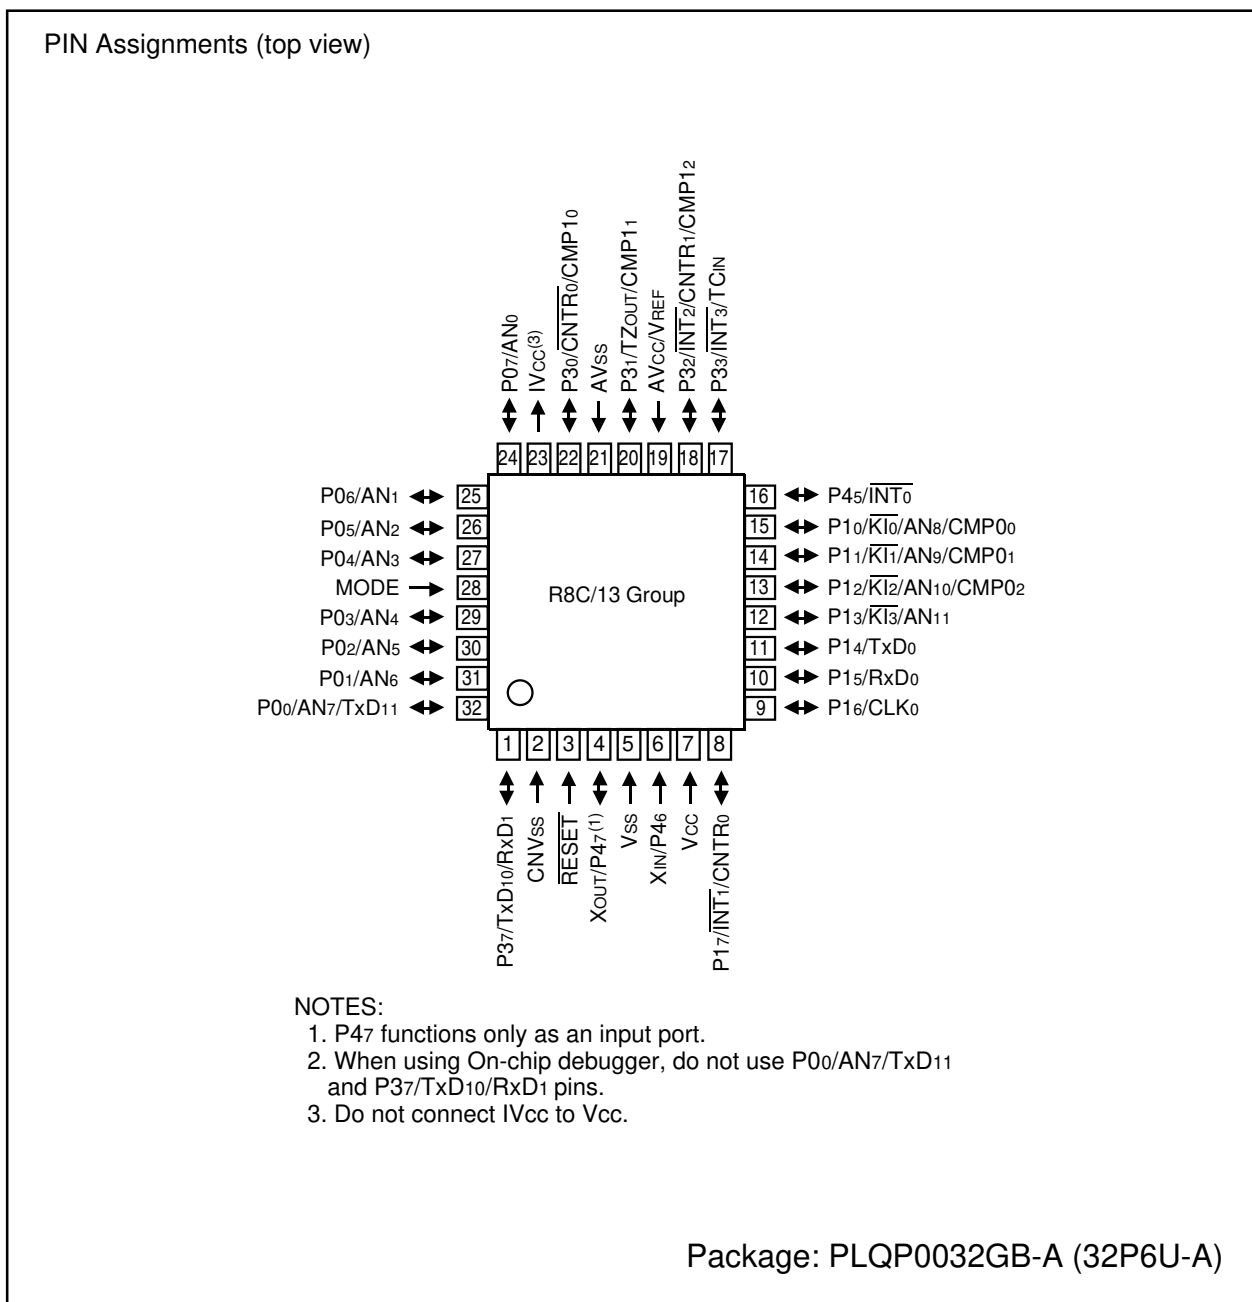 PIN Assignments (top view)
P07/AN0
IVCC(3)
P30/CNTR0/CMP10
AVSS
P31/TZOUT/CMP11
AVCC/VREF
P32/INT2/CNTR1/CMP12
P33/INT3/TCIN
24 23 22 21 20 19 18 17
P06/AN1 25
P05/AN2 26
P04/AN3 27
MODE 28
P03/AN4 29
P02/AN5 30
P01/AN6 31
P00/AN7/TxD11 32
R8C/13 Group
16 P45/INT0
15 P10/KI0/AN8/CMP00
14 P11/KI1/AN9/CMP01
13 P12/KI2/AN10/CMP02
12 P13/KI3/AN11
11 P14/TxD0
10 P15/RxD0
9 P16/CLK0
1 2 3 4 5 6 7 8
P37/TxD10/RxD1
CNVSS
RESET
XOUT/P47(1)
VSS
XIN/P46
VCC
P17/INT1/CNTR0
NOTES:
1. P47 functions only as an input port.
2. When using On-chip debugger, do not use P00/AN7/TxD11
and P37/TxD10/RxD1 pins.
3. Do not connect IVcc to Vcc.
Package: PLQP0032GB-A (32P6U-A)